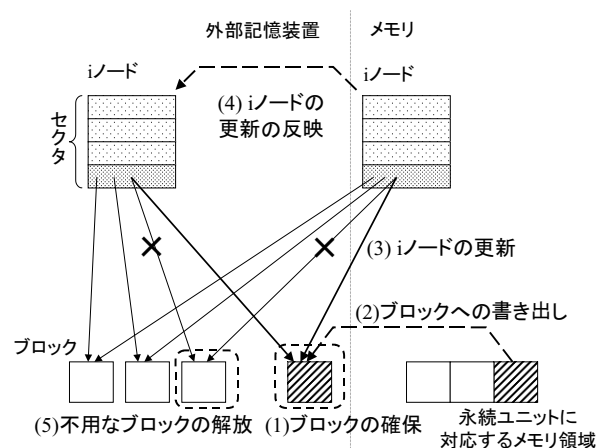 外部記憶装置
メモリ
iノード
iノード
(4) iノードの
更新の反映
セクタ
(3) iノードの更新
(2)ブロックへの書き出し
ブロック
(5)不用なブロックの解放
(1)ブロックの確保
永続ユニットに
対応するメモリ領域